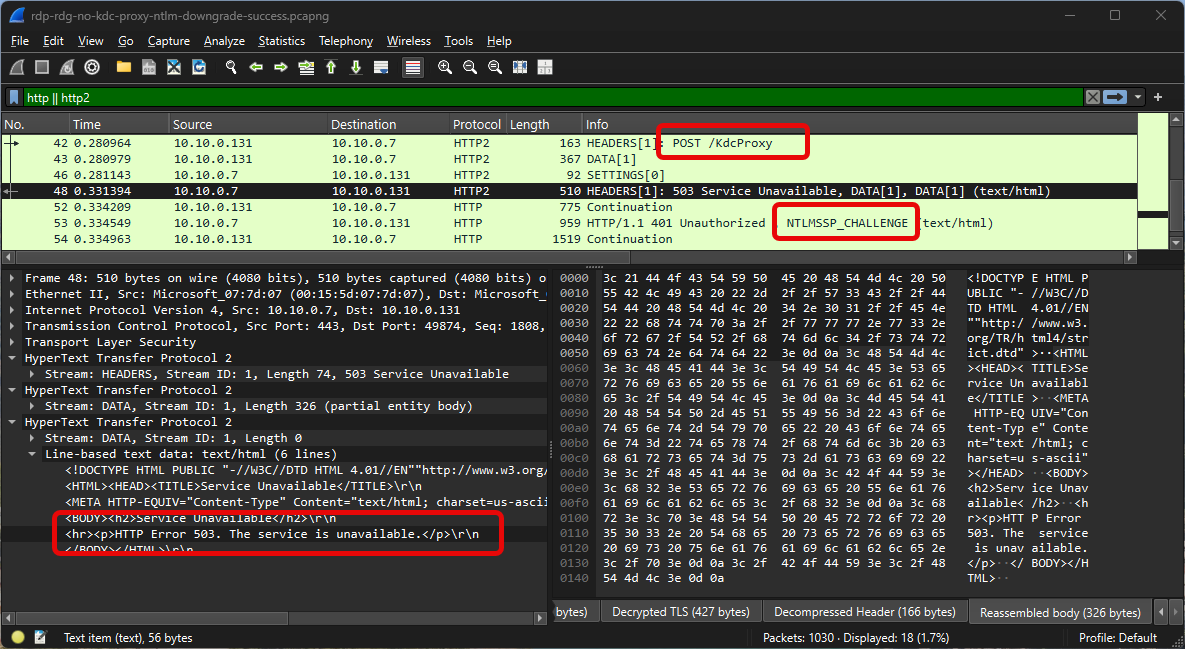 rdp-rdg-no-kdc-proxy-ntlm-downgrade-success.pcapng
File Edit View Go Capture Analyze Statistics Telephony Wireless Tools Help
http || http2
No. Time Source Destination Protocol Length Info
42 0.280964 10.10.0.131 10.10.0.7 HTTP2 163 HEADERS[1]: POST /KdcProxy
43 0.280979 10.10.0.131 10.10.0.7 HTTP2 367 DATA[1]
46 0.281143 10.10.0.7 10.10.0.131 HTTP2 92 SETTINGS[0]
48 0.331394 10.10.0.7 10.10.0.131 HTTP2 510 HEADERS[1]: 503 Service Unavailable, DATA[1], DATA[1] (text/html)
52 0.334209 10.10.0.131 10.10.0.7 HTTP 775 Continuation
53 0.334549 10.10.0.7 10.10.0.131 HTTP 959 HTTP/1.1 401 Unauthorized , NTLMSSP_CHALLENGE (text/html)
54 0.334963 10.10.0.131 10.10.0.7 HTTP 1519 Continuation
Frame 48: 510 bytes on wire (4080 bits), 510 bytes captured (4080 bits) o
Ethernet II, Src: Microsoft_07:7d:07 (00:15:5d:07:7d:07), Dst: Microsoft_
Internet Protocol Version 4, Src: 10.10.0.7, Dst: 10.10.0.131
Transmission Control Protocol, Src Port: 443, Dst Port: 49874, Seq: 1808,
Transport Layer Security
HyperText Transfer Protocol 2
Stream: HEADERS, Stream ID: 1, Length 74, 503 Service Unavailable
HyperText Transfer Protocol 2
Stream: DATA, Stream ID: 1, Length 326 (partial entity body)
HyperText Transfer Protocol 2
Stream: DATA, Stream ID: 1, Length 0
Line-based text data: text/html (6 lines)
<!DOCTYPE HTML PUBLIC "-//W3C//DTD HTML 4.01//EN""http://www.w3.org/
<HTML><HEAD><TITLE>Service Unavailable</TITLE>\r\n
<META HTTP-EQUIV="Content-Type" Content="text/html; charset=us-ascii
<BODY><h2>Service Unavailable</h2>\r\n
<hr><p>HTTP Error 503. The service is unavailable.</p>\r\n
</BODY></HTML>\r\n
0000 3c 21 44 4f 43 54 59 50 45 20 48 54 4d 4c 20 50 <!DOCTYP E HTML P
0010 55 42 4c 49 43 20 22 2d 2f 2f 57 33 43 2f 2f 44 UBLIC "- //W3C//D
0020 54 44 20 48 54 4d 4c 20 34 2e 30 31 2f 2f 45 4e TD HTML 4.01//EN
0030 22 22 68 74 74 70 3a 2f 2f 77 77 77 2e 77 33 2e ""http:/ /www.w3.
0040 6f 72 67 2f 54 52 2f 68 74 6d 6c 34 2f 73 74 72 org/TR/h tml4/str
0050 69 63 74 2e 64 74 64 22 3e 0d 0a 3c 48 54 4d 4c ict.dtd" >··<HTML
0060 3e 3c 48 45 41 44 3e 3c 54 49 54 4c 45 3e 53 65 ><HEAD>< TITLE>Se
0070 72 76 69 63 65 20 55 6e 61 76 61 69 6c 61 62 6c rvice Un availabl
0080 65 3c 2f 54 49 54 4c 45 3e 0d 0a 3c 4d 45 54 41 e</TITLE >··<META
0090 20 48 54 54 50 2d 45 51 55 49 56 3d 22 43 6f 6e HTTP-EQ UIV="Con
00a0 74 65 6e 74 2d 54 79 70 65 22 20 43 6f 6e 74 65 tent-Typ e" Conte
00b0 6e 74 3d 22 74 65 78 74 2f 68 74 6d 6c 3b 20 63 nt="text /html; c
00c0 68 61 72 73 65 74 3d 75 73 2d 61 73 63 69 69 22 harset=u s-ascii"
00d0 3e 3c 2f 48 45 41 44 3e 0d 0a 3c 42 4f 44 59 3e ></HEAD> ··<BODY>
00e0 3c 68 32 3e 53 65 72 76 69 63 65 20 55 6e 61 76 <h2>Serv ice Unav
00f0 61 69 6c 61 62 6c 65 3c 2f 68 32 3e 0d 0a 3c 68 ailable< /h2>··<h
0100 72 3e 3c 70 3e 48 54 54 50 20 45 72 72 6f 72 20 r><p>HTT P Error
0110 35 30 33 2e 20 54 68 65 20 73 65 72 76 69 63 65 503. The service
0120 20 69 73 20 75 6e 61 76 61 69 6c 61 62 6c 65 2e is unav ailable.
0130 3c 2f 70 3e 0d 0a 3c 2f 42 4f 44 59 3e 3c 2f 48 </p>··</ BODY></H
0140 54 4d 4c 3e 0d 0a TML>··
bytes) Decrypted TLS (427 bytes) Decompressed Header (166 bytes) Reassembled body (326 bytes)
Text item (text), 56 bytes Packets: 1030 · Displayed: 18 (1.7%) Profile: Default